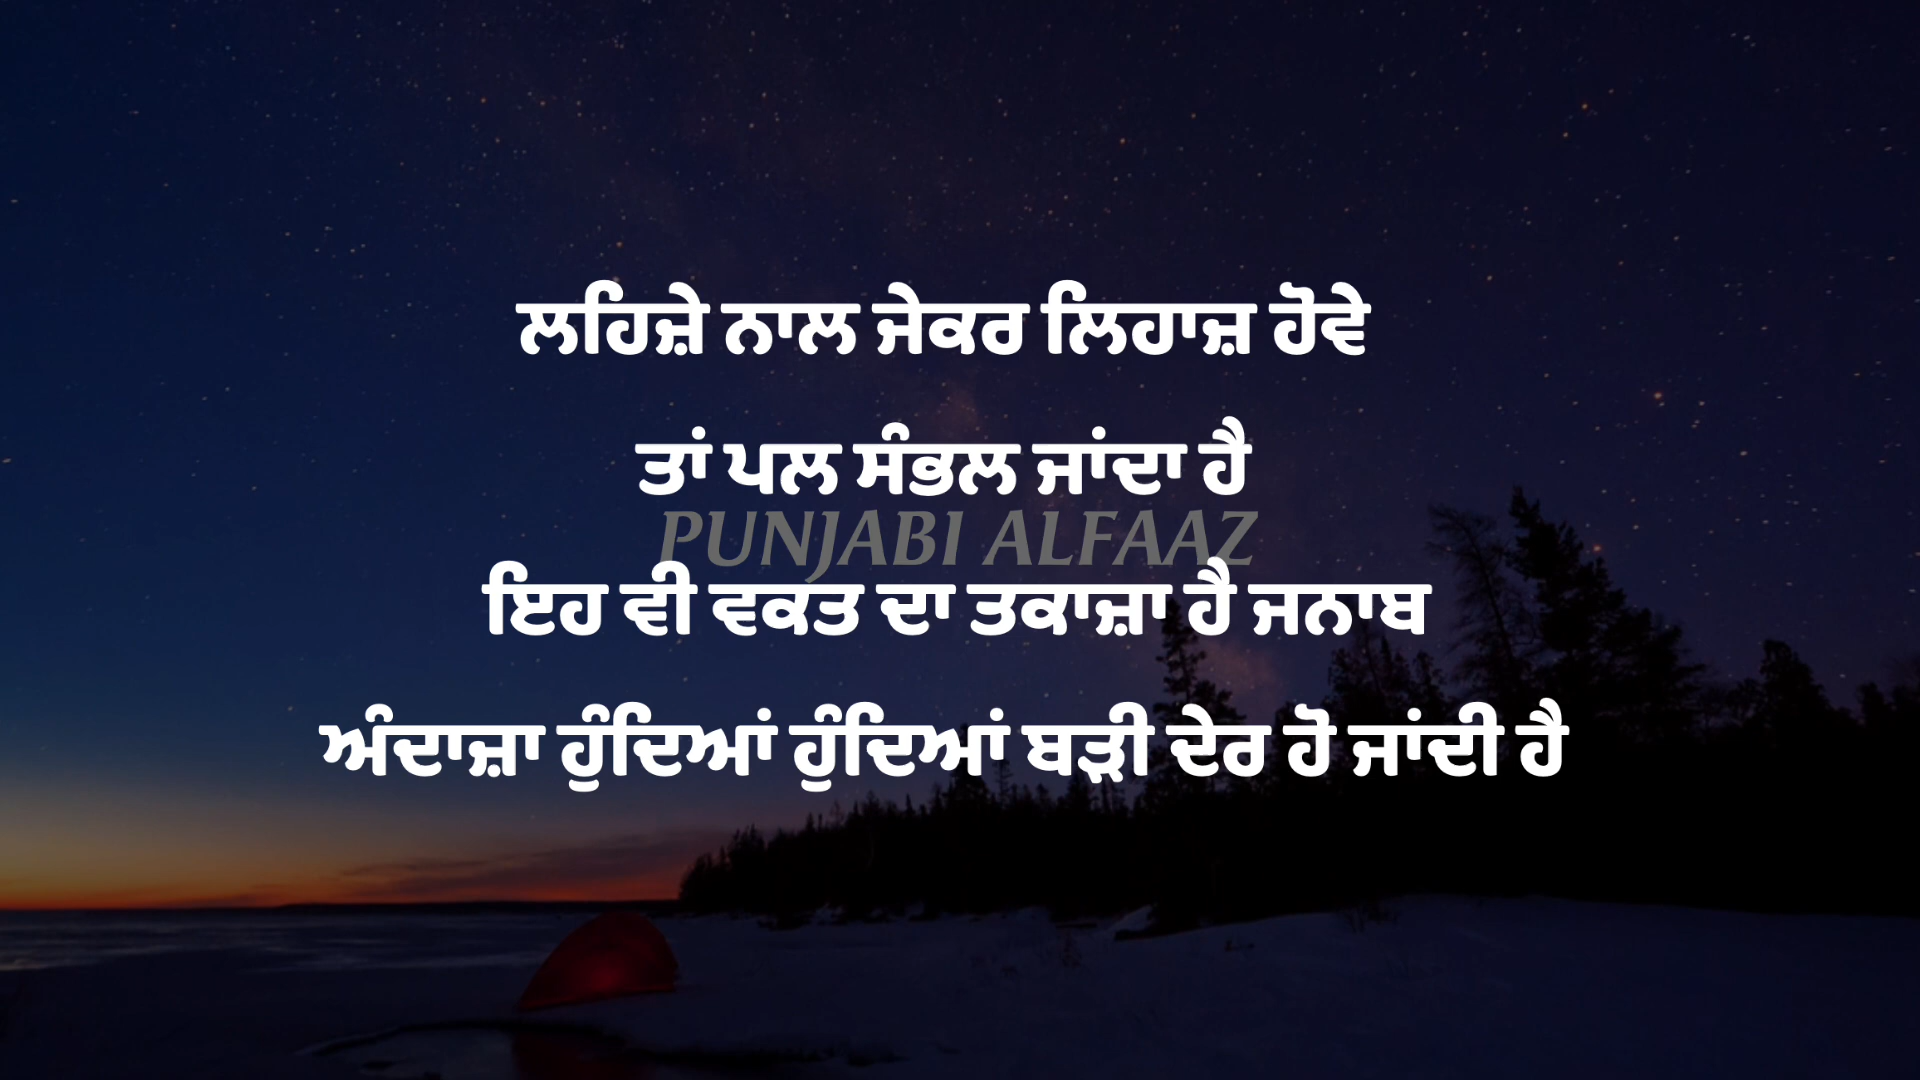 ਲਹਿਜ਼ੇ ਨਾਲ ਜੇਕਰ ਲਿਹਾਜ਼ ਹੋਵੇ
ਤਾਂ ਪਲ ਸੰਭਲ ਜਾਂਦਾ ਹੈ
PUNJABI ALFAAZ
ਇਹ ਵੀ ਵਕਤ ਦਾ ਤਕਾਜ਼ਾ ਹੈ ਜਨਾਬ
ਅੰਦਾਜ਼ਾ ਹੁੰਦਿਆਂ ਹੁੰਦਿਆਂ ਬੜੀ ਦੇਰ ਹੋ ਜਾਂਦੀ ਹੈ